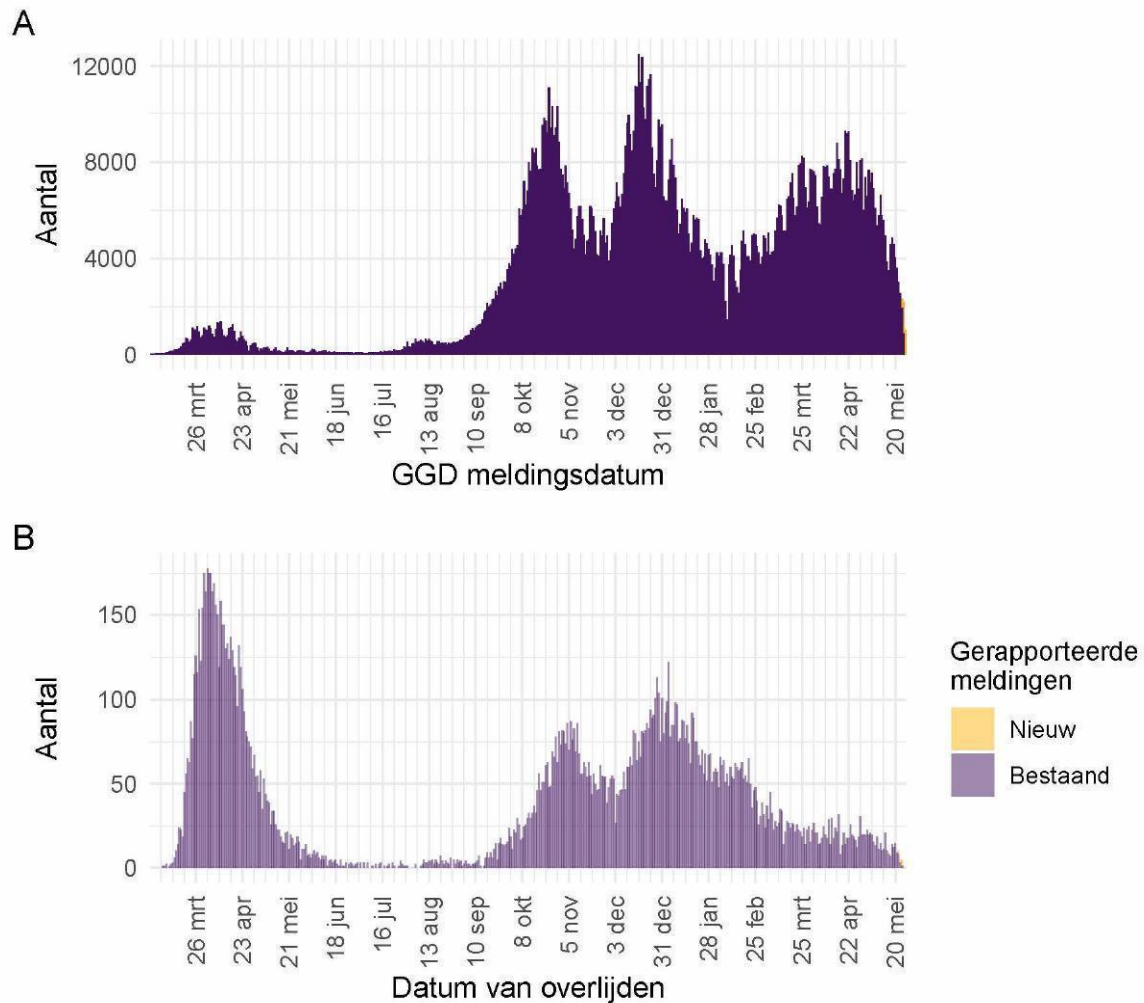 A
12000
8000
4000
0
Aantal
26 mrt
23 apr
21 mei
18 jun
16 jul
13 aug
10 sep
8 okt
5 nov
3 dec
31 dec
28 jan
25 feb
25 mrt
22 apr
20 mei
GGD meldingsdatum
B
150
100
50
0
Aantal
26 mrt
23 apr
21 mei
18 jun
16 jul
13 aug
10 sep
8 okt
5 nov
3 dec
31 dec
28 jan
25 feb
25 mrt
22 apr
20 mei
Datum van overlijden
Gerapporteerde
meldingen
Nieuw
Bestaand